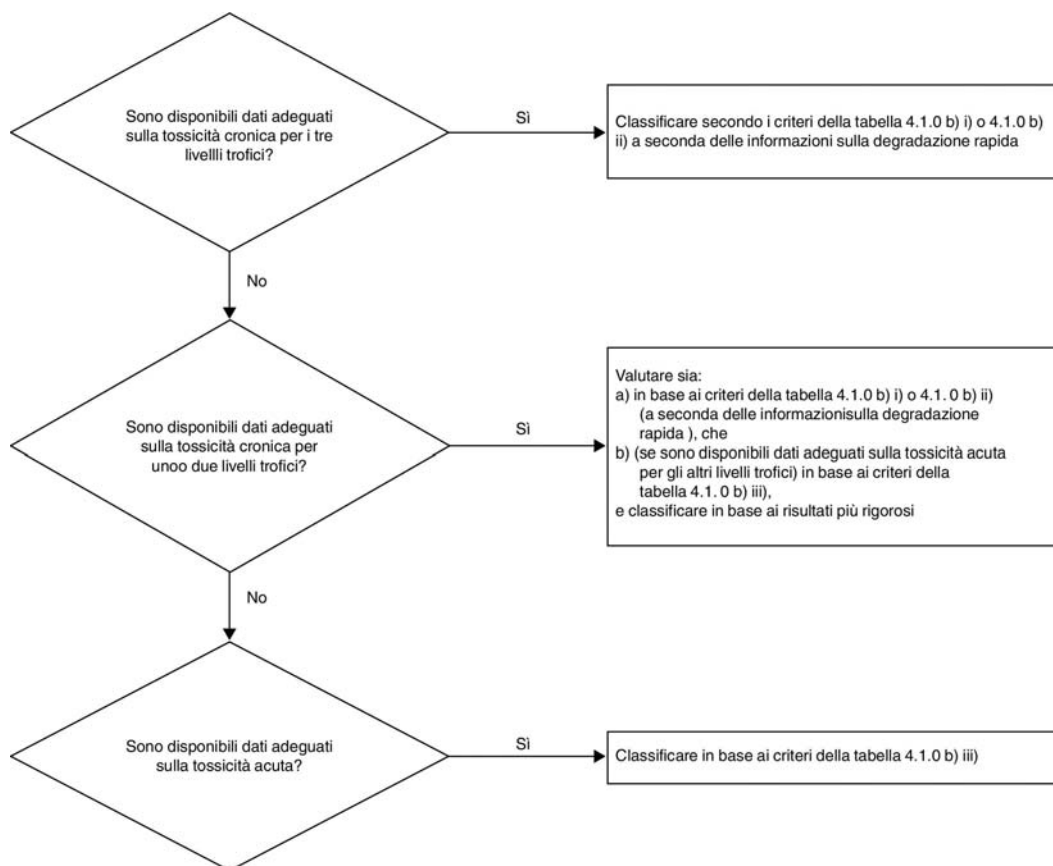 Sono disponibili dati adeguati
sulla tossicità cronica per i tre
livellli trofici?
Sì
Classificare secondo i criteri della tabella 4.1.0 b) i) o 4.1.0 b)
ii) a seconda delle informazioni sulla degradazione rapida
No
Sono disponibili dati adeguati
sulla tossicità cronica per
unoo due livelli trofici?
Sì
Valutare sia:
a) in base ai criteri della tabella 4.1.0 b) i) o 4.1. 0 b) ii)
(a seconda delle informazionisulla degradazione
rapida ), che
b) (se sono disponibili dati adeguati sulla tossicità acuta
per gli altri livelli trofici) in base ai criteri della
tabella 4.1. 0 b) iii),
e classificare in base ai risultati più rigorosi
No
Sono disponibili dati adeguati
sulla tossicità acuta?
Sì
Classificare in base ai criteri della tabella 4.1.0 b) iii)